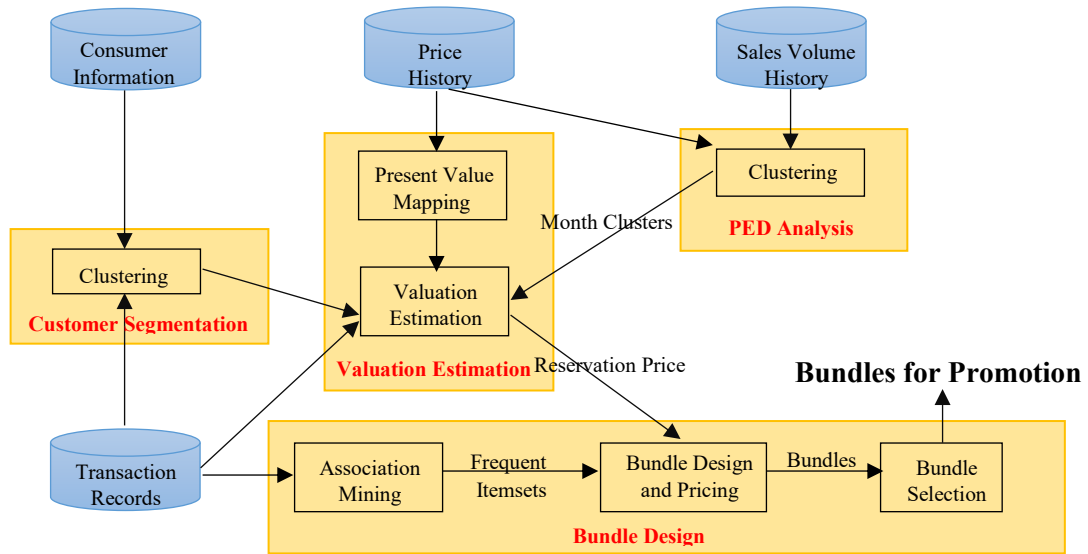 Consumer
Information
Price
History
Sales Volume
History
Present Value
Mapping
Clustering
Month Clusters
PED Analysis
Clustering
Valuation
Estimation
Customer Segmentation
Valuation Estimation
Reservation Price
Bundles for Promotion
Transaction
Records
Association
Mining
Frequent
Itemsets
Bundle Design
and Pricing
Bundles
Bundle
Selection
Bundle Design